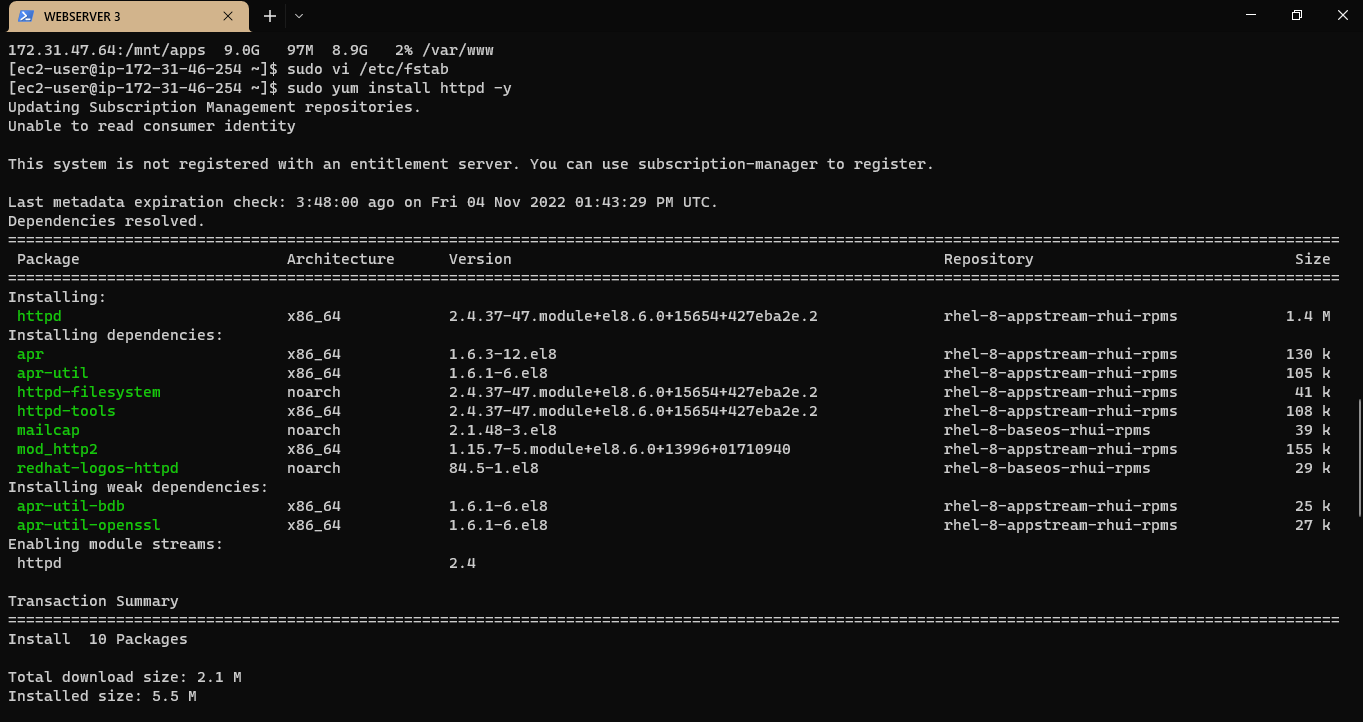 WEBSERVER 3
172.31.47.64:/mnt/apps  9.0G   97M  8.9G   2% /var/www
[ec2-user@ip-172-31-46-254 ~]$ sudo vi /etc/fstab
[ec2-user@ip-172-31-46-254 ~]$ sudo yum install httpd -y
Updating Subscription Management repositories.
Unable to read consumer identity
This system is not registered with an entitlement server. You can use subscription-manager to register.
Last metadata expiration check: 3:48:00 ago on Fri 04 Nov 2022 01:43:29 PM UTC.
Dependencies resolved.
====================================================================================================================================================
Package Architecture Version Repository Size
====================================================================================================================================================
Installing:
httpd x86_64 2.4.37-47.module+el8.6.0+15654+427eba2e.2 rhel-8-appstream-rhui-rpms 1.4 M
Installing dependencies:
apr x86_64 1.6.3-12.el8 rhel-8-appstream-rhui-rpms 130 k
apr-util x86_64 1.6.1-6.el8 rhel-8-appstream-rhui-rpms 105 k
httpd-filesystem noarch 2.4.37-47.module+el8.6.0+15654+427eba2e.2 rhel-8-appstream-rhui-rpms 41 k
httpd-tools x86_64 2.4.37-47.module+el8.6.0+15654+427eba2e.2 rhel-8-appstream-rhui-rpms 108 k
mailcap noarch 2.1.48-3.el8 rhel-8-baseos-rhui-rpms 39 k
mod_http2 x86_64 1.15.7-5.module+el8.6.0+13996+01710940 rhel-8-appstream-rhui-rpms 155 k
redhat-logos-httpd noarch 84.5-1.el8 rhel-8-baseos-rhui-rpms 29 k
Installing weak dependencies:
apr-util-bdb x86_64 1.6.1-6.el8 rhel-8-appstream-rhui-rpms 25 k
apr-util-openssl x86_64 1.6.1-6.el8 rhel-8-appstream-rhui-rpms 27 k
Enabling module streams:
httpd 2.4
Transaction Summary
====================================================================================================================================================
Install  10 Packages
Total download size: 2.1 M
Installed size: 5.5 M